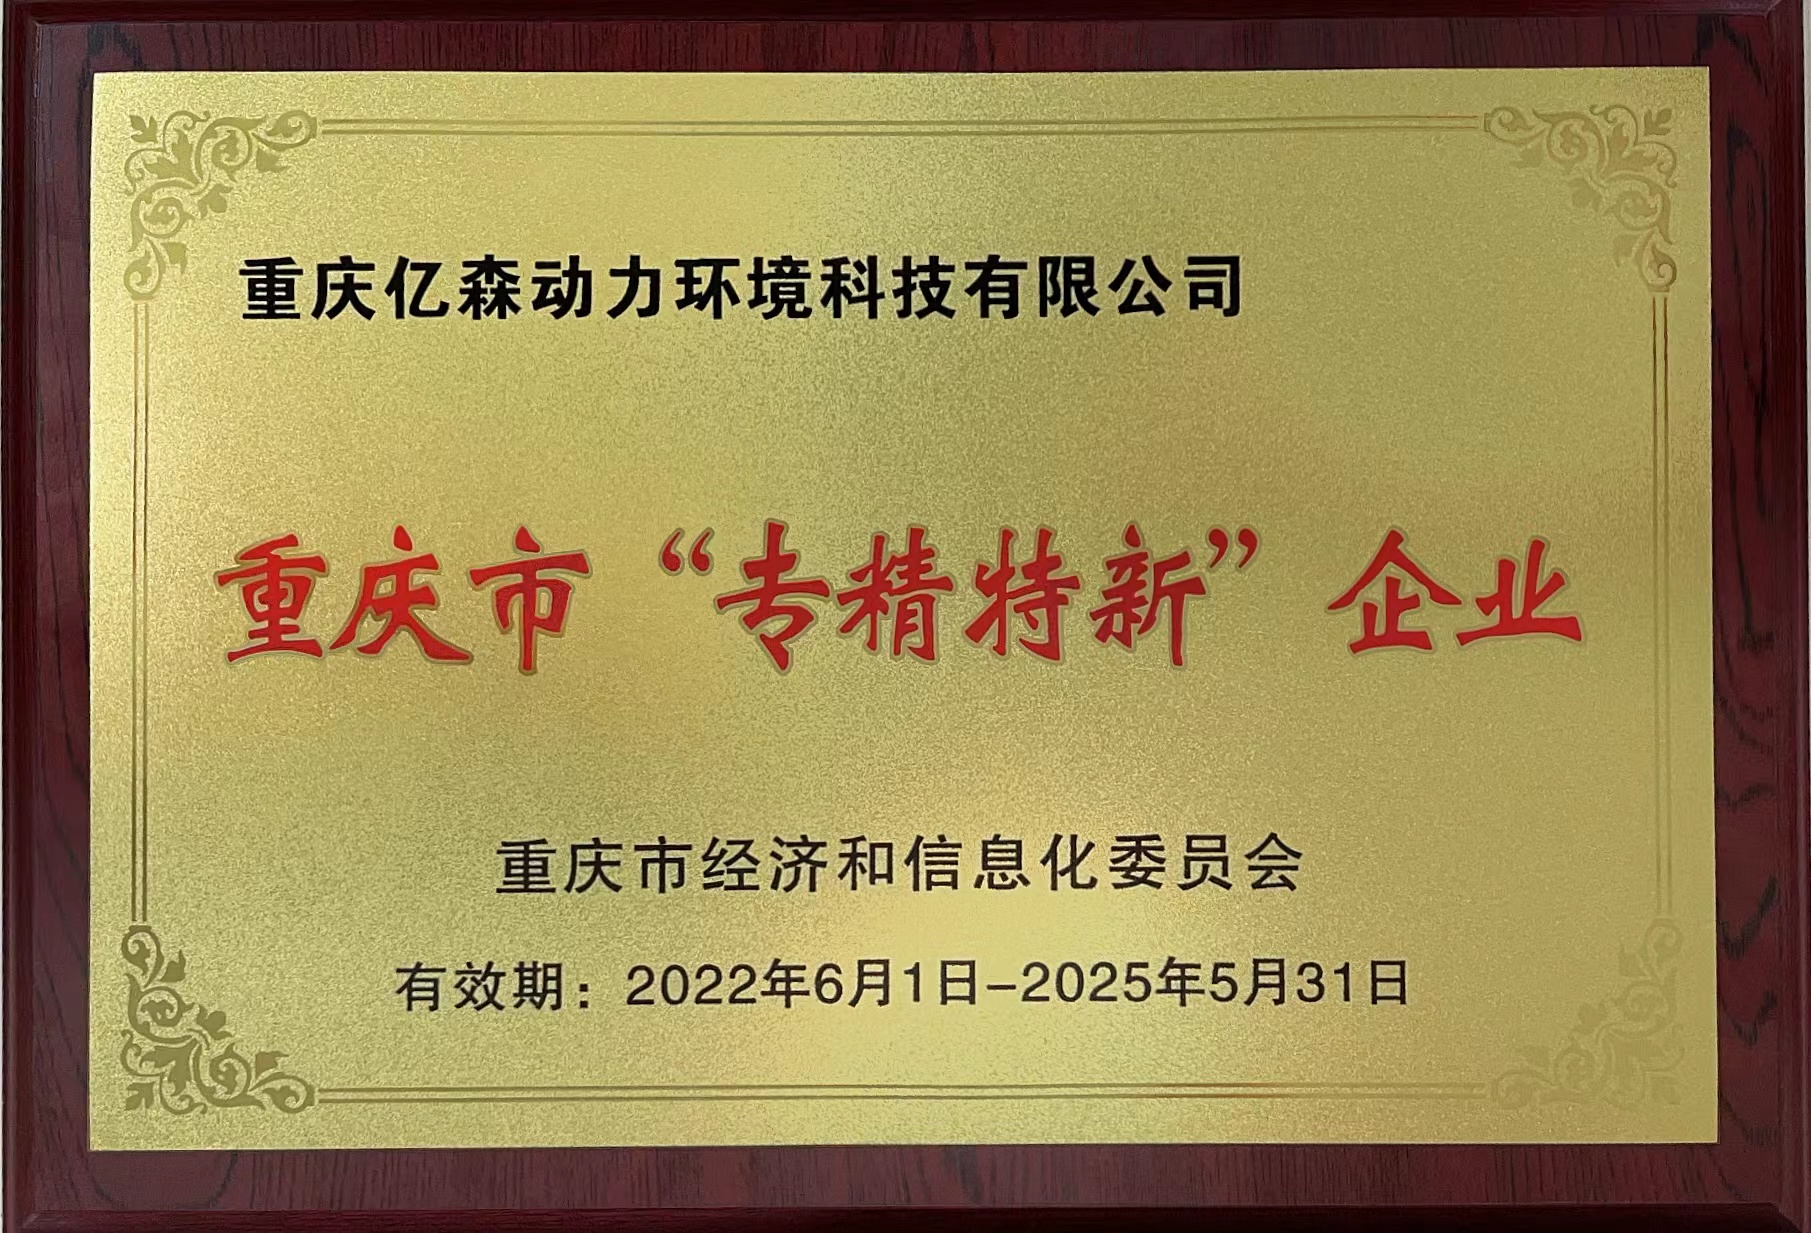 重庆亿森动力环境科技有限公司
重庆市“专精特新”企业
重庆市经济和信息化委员会
有效期：2022年6月1日-2025年5月31日